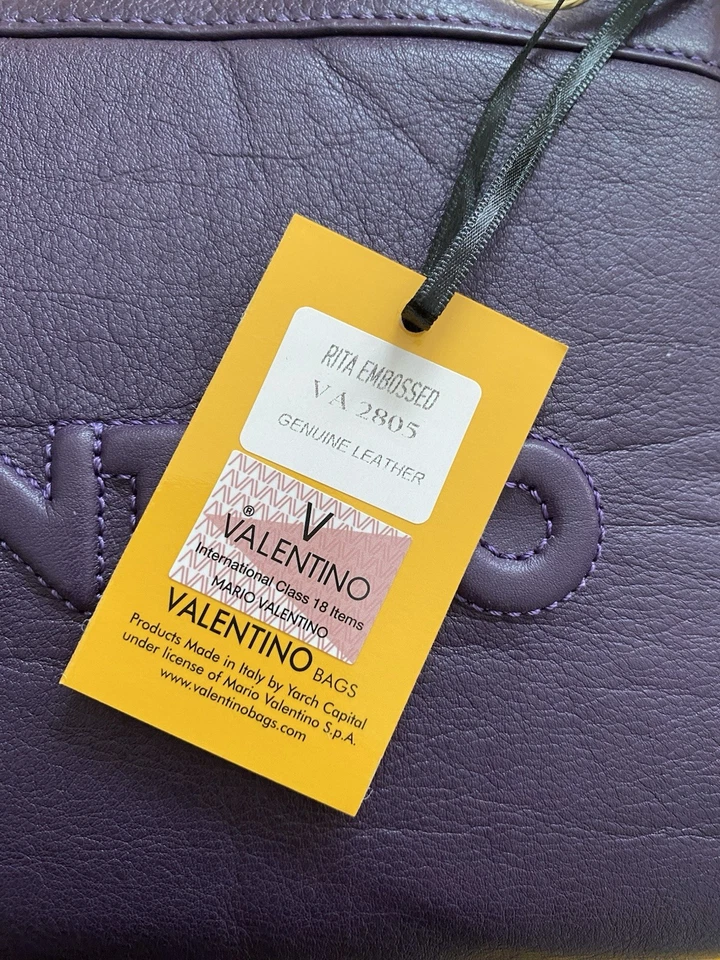 RITA EMBOSSED
VA 2805
GENUINE LEATHER
V
® VALENTINO
International Class 18 Items
MARIO VALENTINO
VALENTINO BAGS
Products Made in Italy by Yarch Capital
under license of Mario Valentino S.p.A.
www.valentinobags.com
NT O